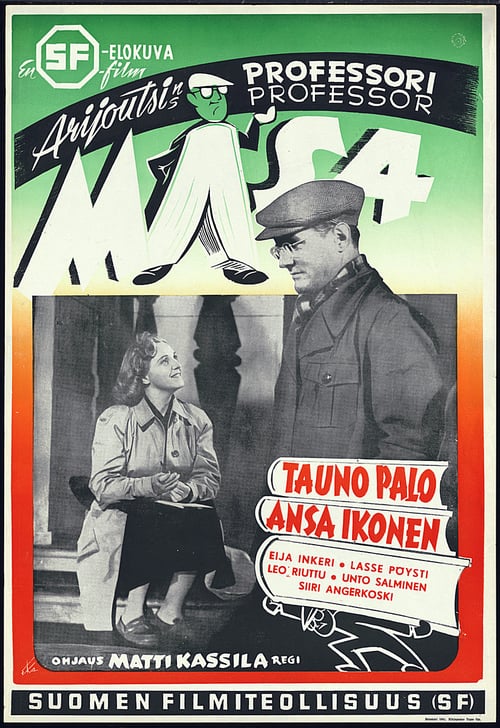 SF
-ELOKUVA
En
-film
Arijoutsin
s
PROFESSORI
PROFESSOR
MASA
TAUNO PALO
ANSA IKONEN
EIJA INKERI • LASSE PÖYSTI
LEO RIUTTU • UNTO SALMINEN
SIIRI ANGERKOSKI
OHJAUS MATTI KASSILA REGI
SUOMEN FILMITEOLLISUUS (SF)